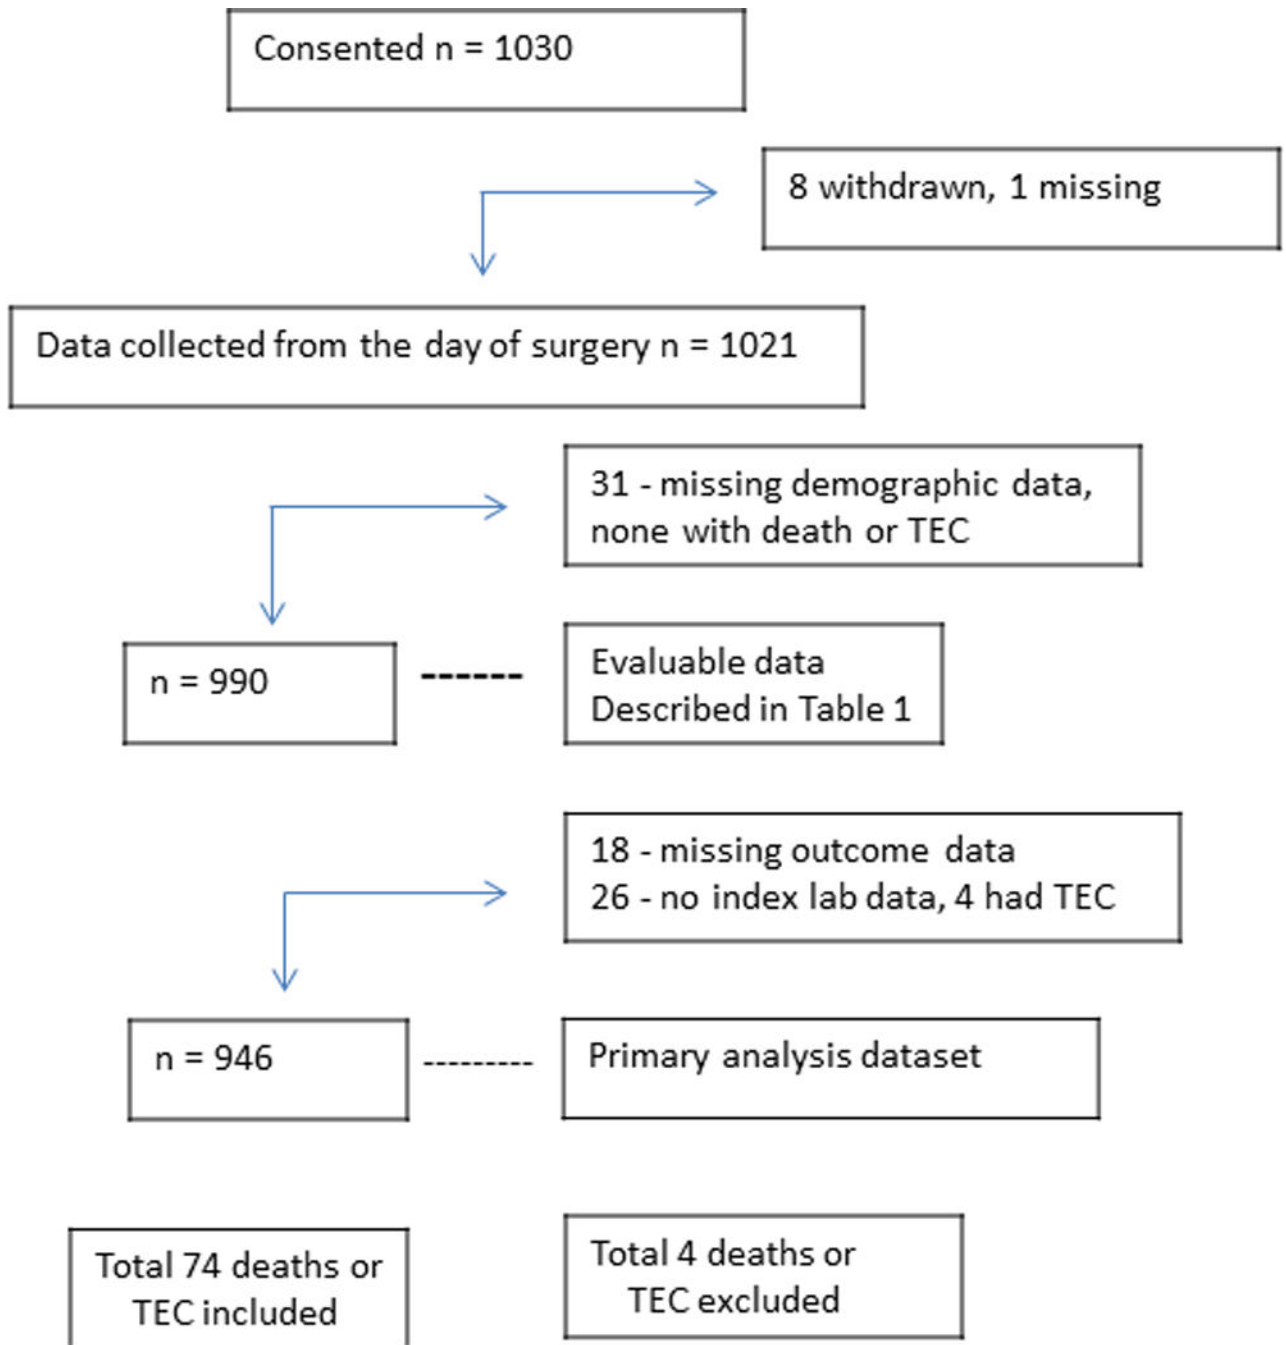 Consented n = 1030
8 withdrawn, 1 missing
Data collected from the day of surgery n = 1021
31 - missing demographic data,
none with death or TEC
n = 990
------
Evaluable data
Described in Table 1
18 - missing outcome data
26 - no index lab data, 4 had TEC
n = 946
---------
Primary analysis dataset
Total 74 deaths or
TEC included
Total 4 deaths or
TEC excluded